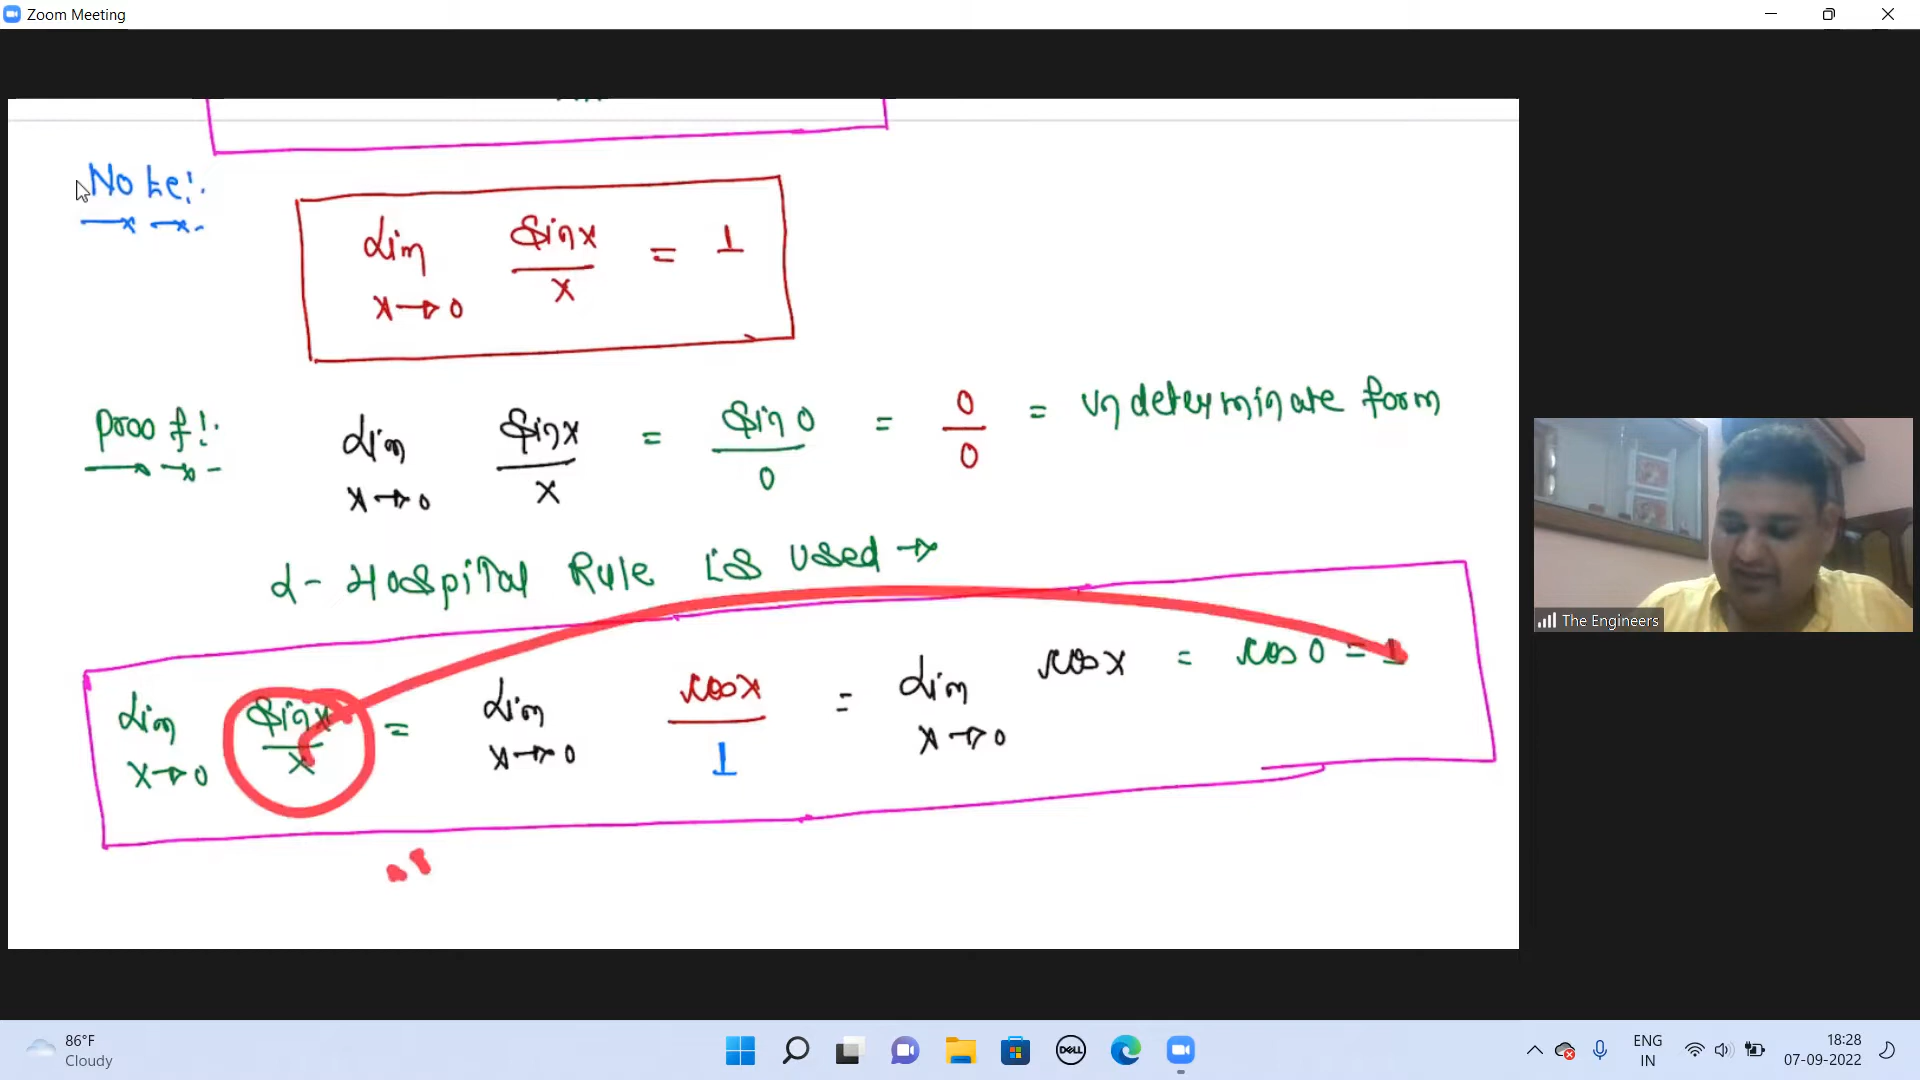 Zoom Meeting
Note:
Lim x→0 Sinx/x = 1
Proof:
Lim x→0 Sinx/x = Sin0/0 = 0/0 = Undeterminate form
L-Hospital Rule is used →
Lim x→0 Sinx/x = Lim x→0 cosx/1 = Lim x→0 cosx = cos0 = 1
The Engineers
86°F
Cloudy
DELL
ENG
IN
18:28
07-09-2022